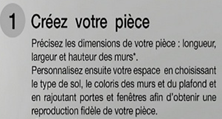 1 Créez votre pièce
Précisez les dimensions de votre pièce : longueur,
largeur et hauteur des murs*.
Personnalisez ensuite votre espace en choisissant
le type de sol, le coloris des murs et du plafond et
en rajoutant portes et fenêtres afin d'obtenir une
reproduction fidèle de votre pièce.